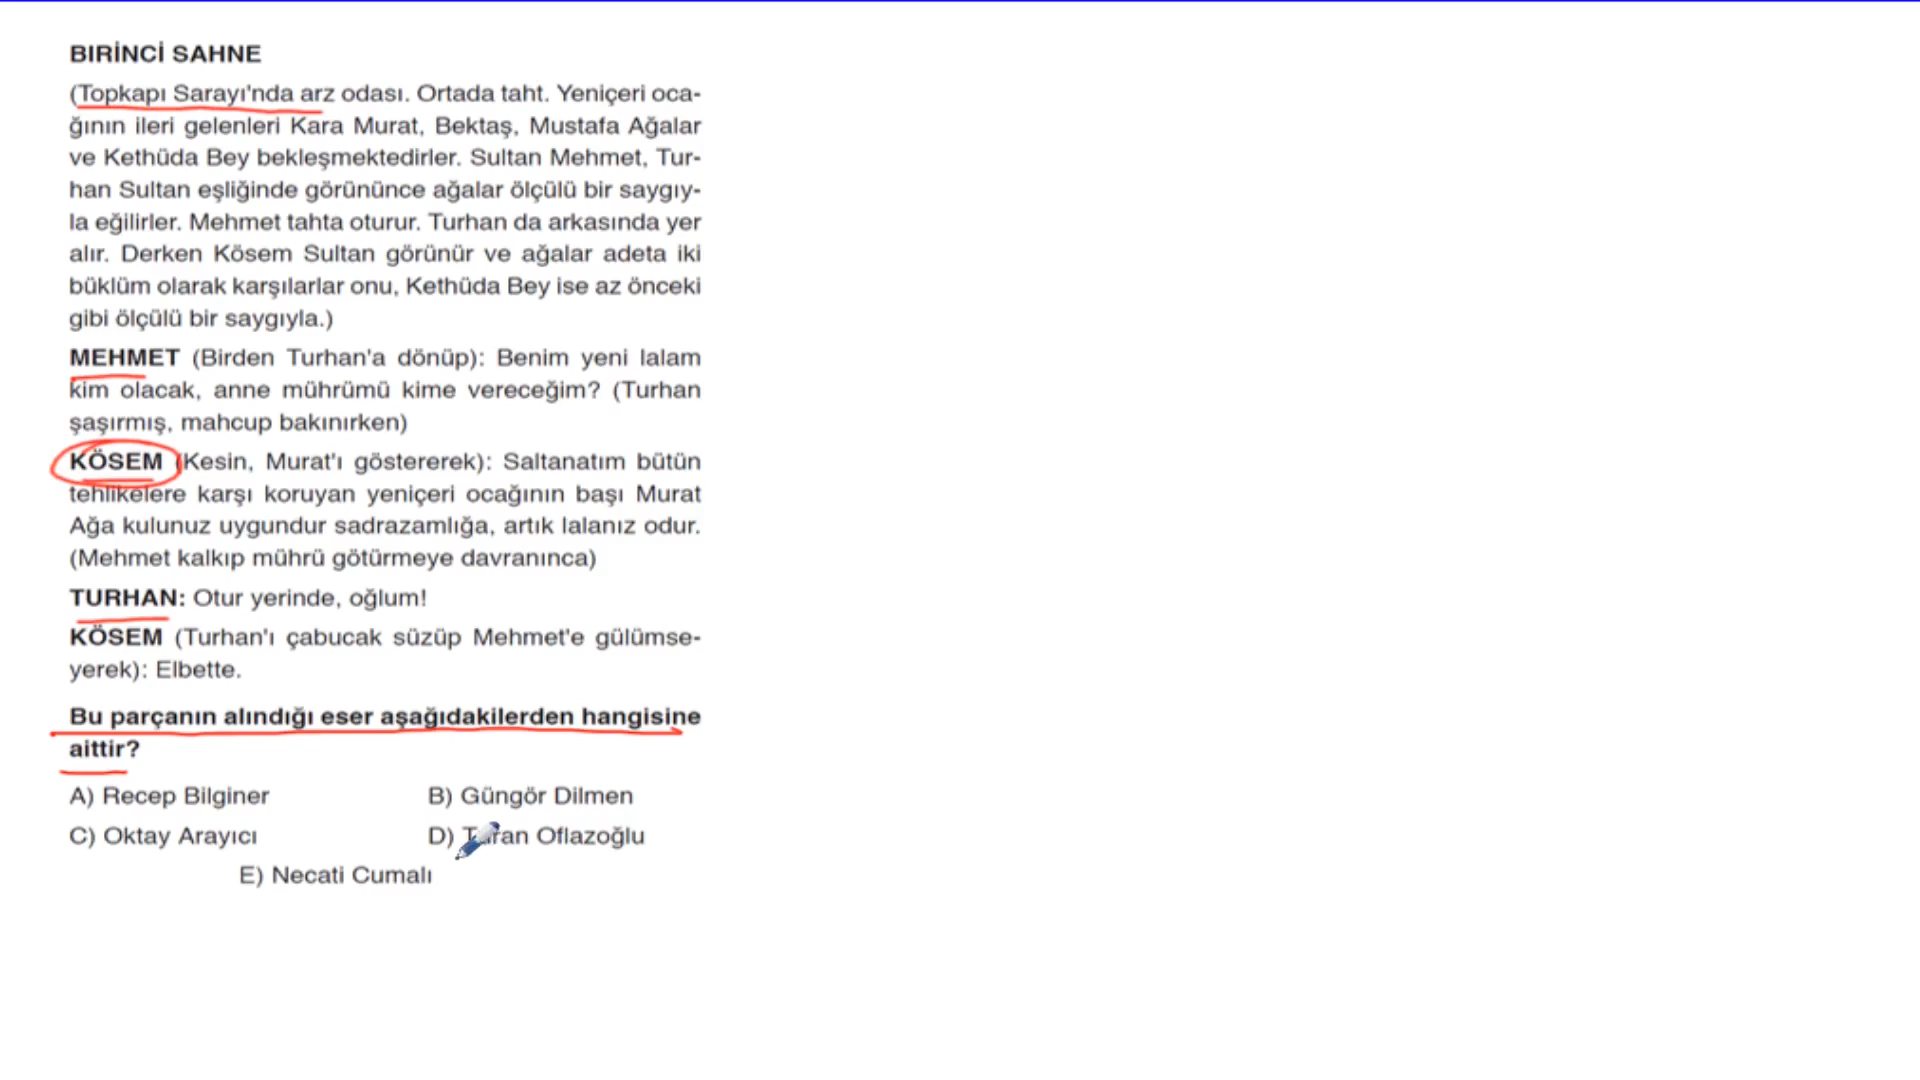 BIRİNCİ SAHNE
(Topkapı Sarayı'nda arz odası. Ortada taht. Yeniçeri oca-
ğının ileri gelenleri Kara Murat, Bektaş, Mustafa Ağalar
ve Kethüda Bey bekleşmektedirler. Sultan Mehmet, Tur-
han Sultan eşliğinde görününce ağalar ölçülü bir saygıy-
la eğilirler. Mehmet tahta oturur. Turhan da arkasında yer
alır. Derken Kösem Sultan görünür ve ağalar adeta iki
büklüm olarak karşılarlar onu, Kethüda Bey ise az önceki
gibi ölçülü bir saygıyla.)
MEHMET (Birden Turhan'a dönüp): Benim yeni lalam
kim olacak, anne mührümü kime vereceğim? (Turhan
şaşırmış, mahcup bakınırken)
KÖSEM (Kesin, Murat'ı göstererek): Saltanatım bütün
tehlikelere karşı koruyan yeniçeri ocağının başı Murat
Ağa kulunuz uygundur sadrazamlığa, artık lalanız odur.
(Mehmet kalkıp mührü götürmeye davranınca)
TURHAN: Otur yerinde, oğlum!
KÖSEM (Turhan'ı çabucak süzüp Mehmet'e gülümse-
yerek): Elbette.
Bu parçanın alındığı eser aşağıdakilerden hangisine
aittir?
A) Recep Bilginer B) Güngör Dilmen
C) Oktay Arayıcı D) Turan Oflazoğlu
E) Necati Cumalı